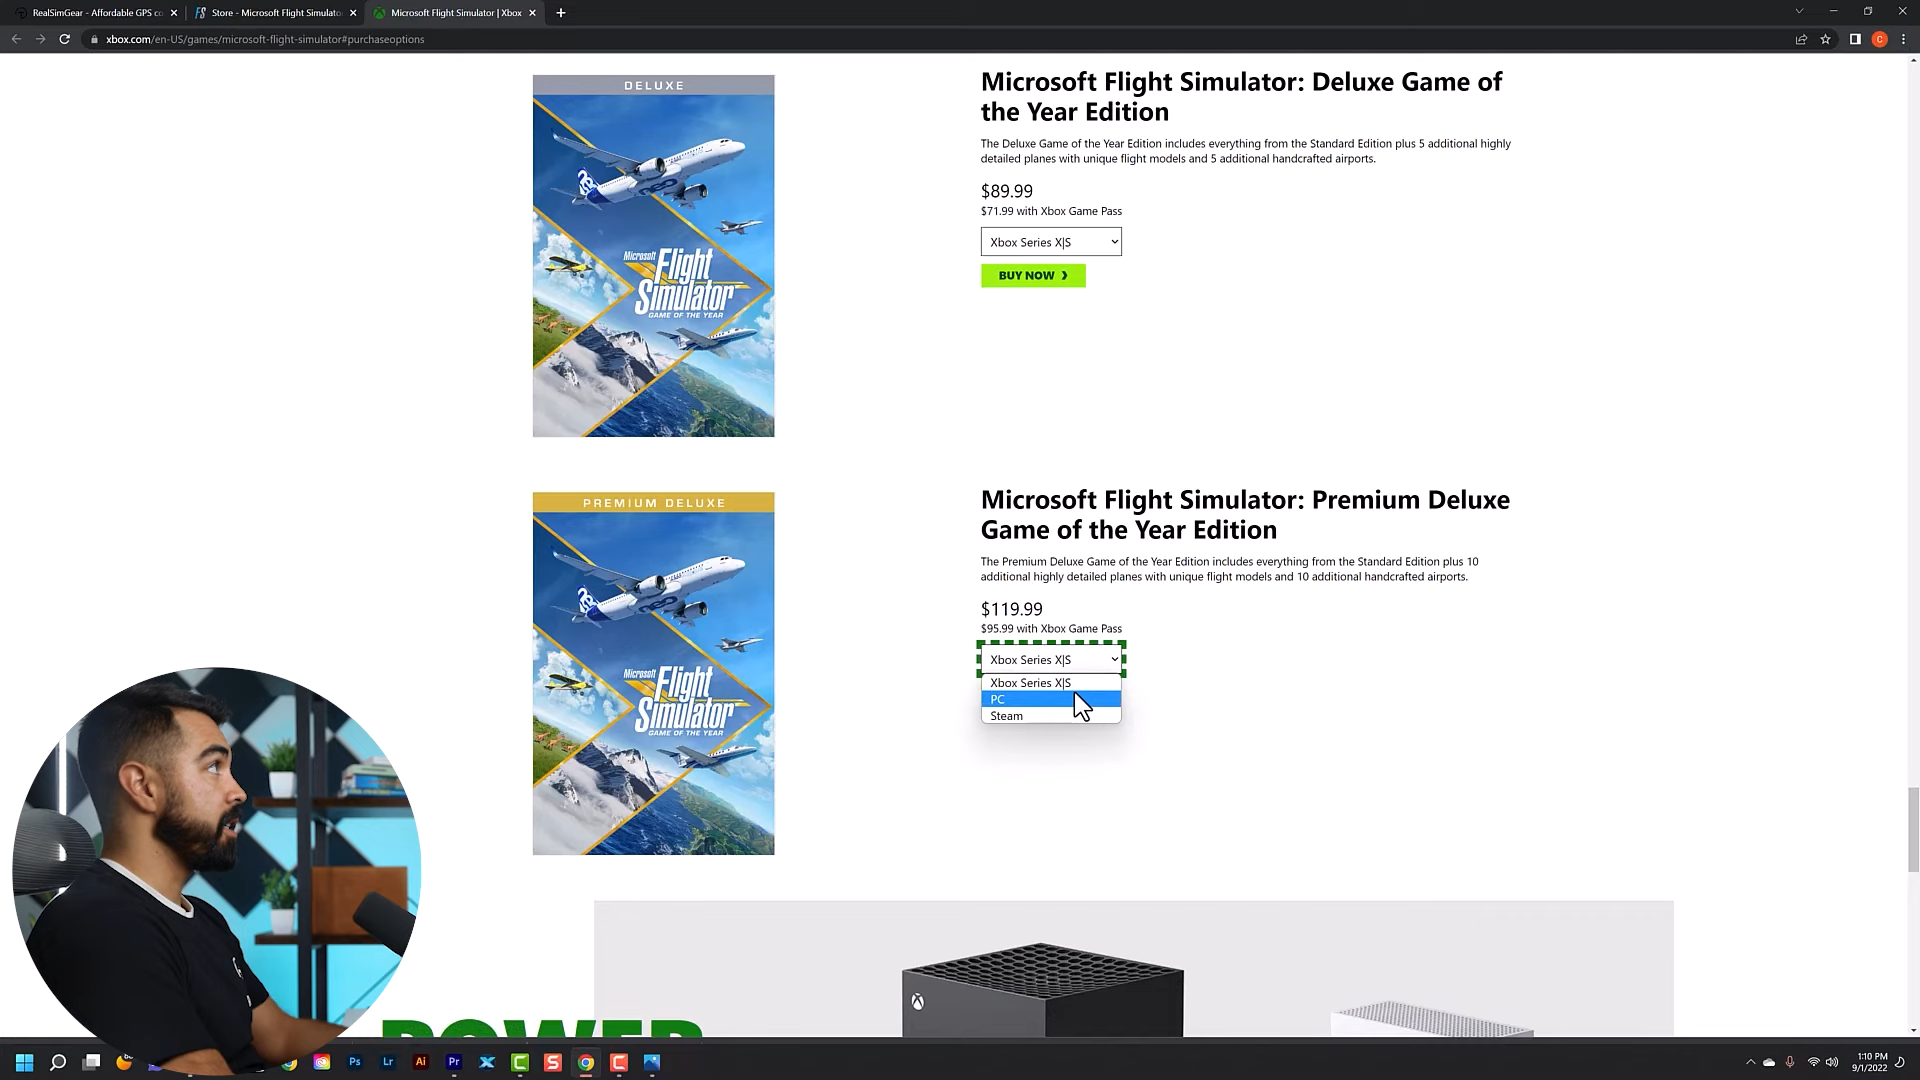 RealSimGear - Affordable GPS co
Store - Microsoft Flight Simulato
Microsoft Flight Simulator | Xbox
xbox.com/en-US/games/microsoft-flight-simulator#purchaseoptions
C
DELUXE
Microsoft
Flight
Simulator
GAME OF THE YEAR
Microsoft Flight Simulator: Deluxe Game of
the Year Edition
The Deluxe Game of the Year Edition includes everything from the Standard Edition plus 5 additional highly
detailed planes with unique flight models and 5 additional handcrafted airports.
$89.99
$71.99 with Xbox Game Pass
Xbox Series X|S
BUY NOW
PREMIUM DELUXE
Microsoft
Flight
Simulator
GAME OF THE YEAR
Microsoft Flight Simulator: Premium Deluxe
Game of the Year Edition
The Premium Deluxe Game of the Year Edition includes everything from the Standard Edition plus 10
additional highly detailed planes with unique flight models and 10 additional handcrafted airports.
$119.99
$95.99 with Xbox Game Pass
Xbox Series X|S
Xbox Series X|S
PC
Steam
POWER
Ps
Lr
Ai
Pr
1:10 PM
9/1/2022